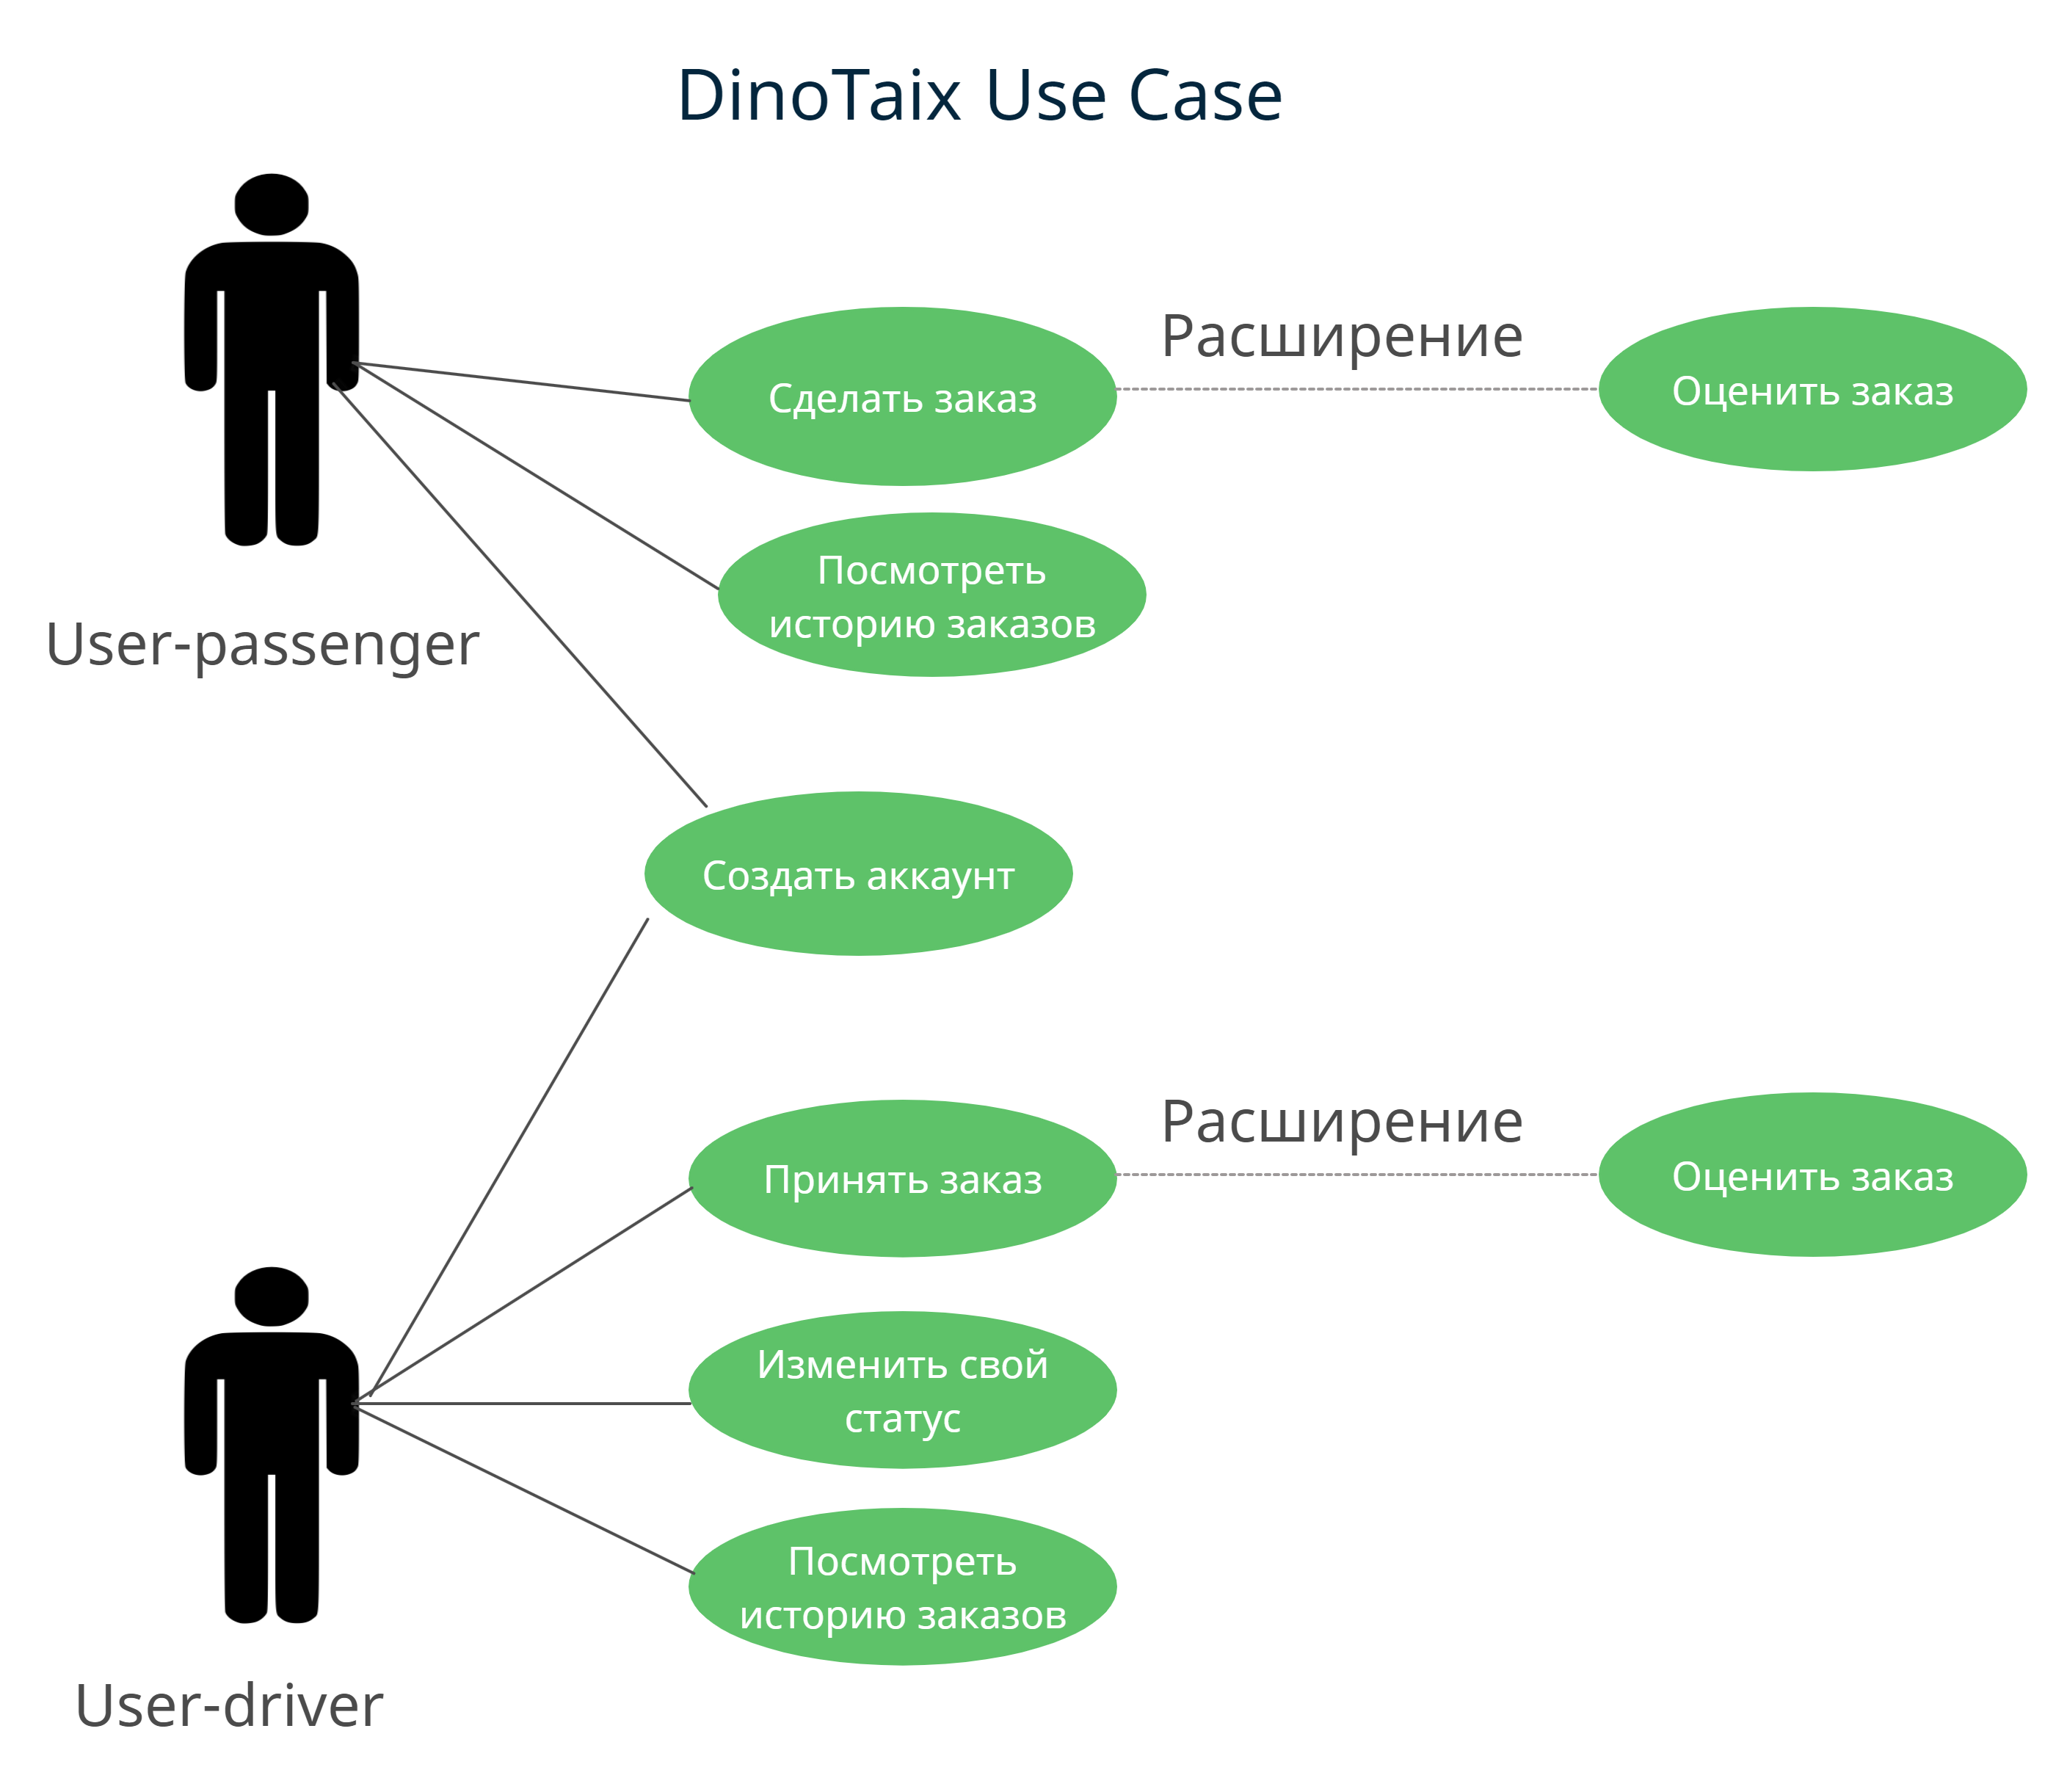 DinoTaix Use Case
Сделать заказ
Расширение
Оценить заказ
Посмотреть
историю заказов
User-passenger
Создать аккаунт
Принять заказ
Расширение
Оценить заказ
Изменить свой
статус
Посмотреть
историю заказов
User-driver